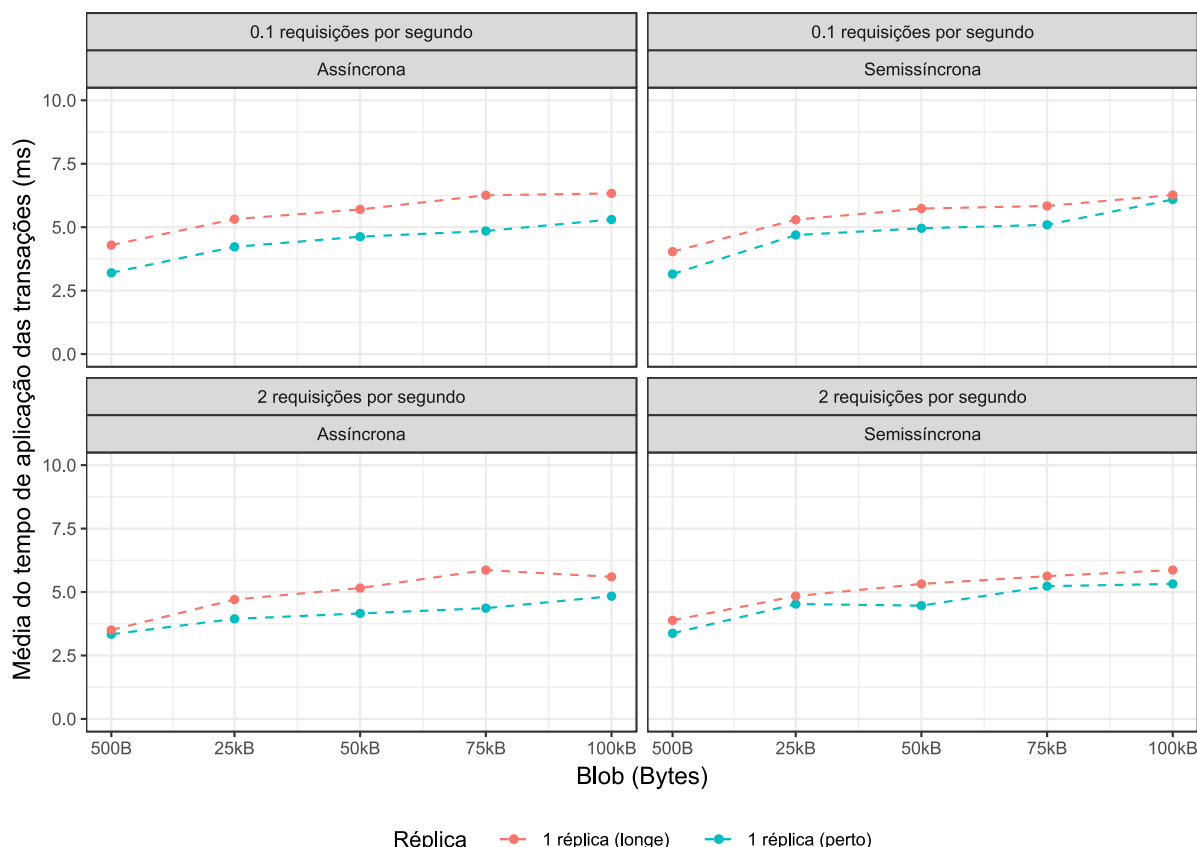 0.1 requisições por segundo
0.1 requisições por segundo
Assíncrona
Semissíncrona
10.0
7.5
5.0
2.5
0.0
2 requisições por segundo
2 requisições por segundo
Assíncrona
Semissíncrona
10.0
7.5
5.0
2.5
0.0
Média do tempo de aplicação das transações (ms)
500B 25kB 50kB 75kB 100kB
500B 25kB 50kB 75kB 100kB
Blob (Bytes)
Réplica 1 réplica (longe) 1 réplica (perto)